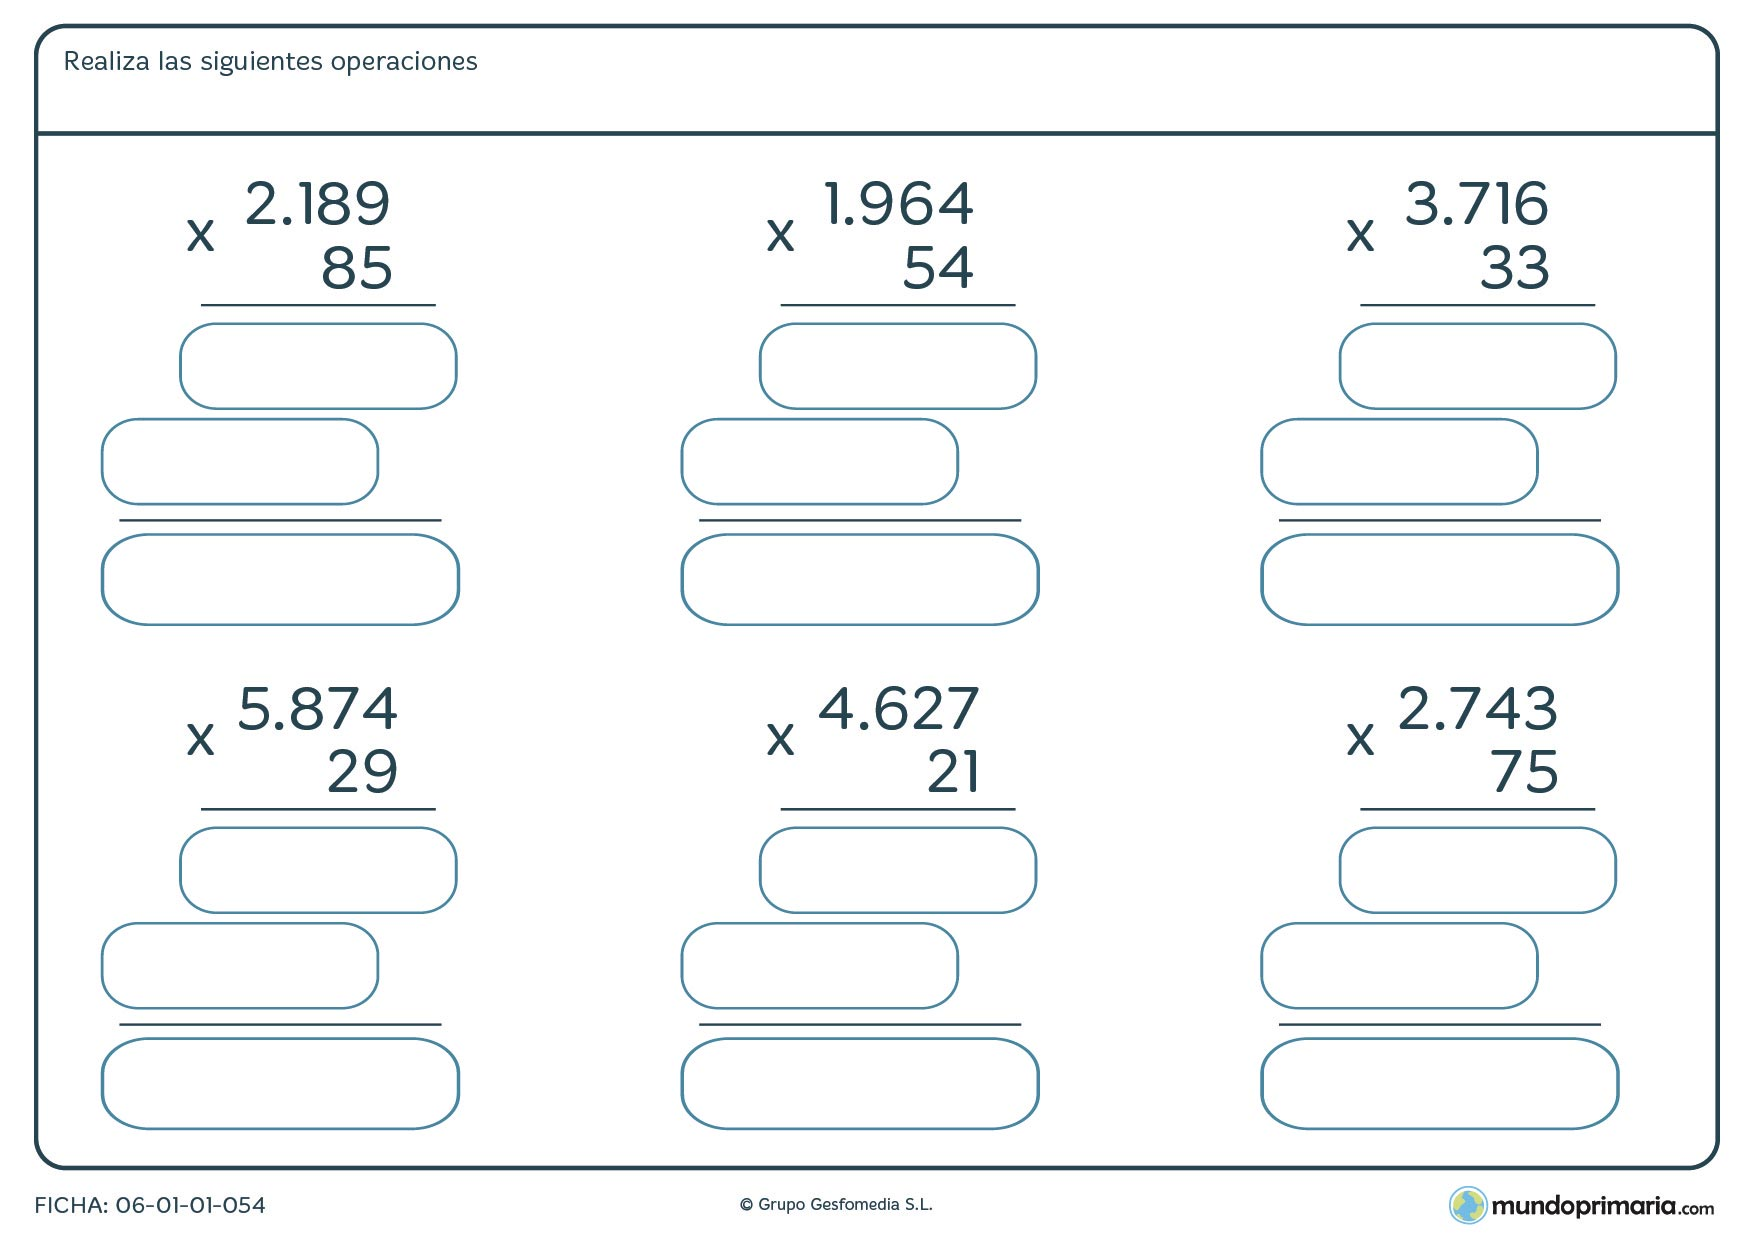 Realiza las siguientes operaciones
x 2.189
85
x 1.964
54
x 3.716
33
x 5.874
29
x 4.627
21
x 2.743
75
FICHA: 06-01-01-054
© Grupo Gesfomedia S.L.
mundoprimaria.com